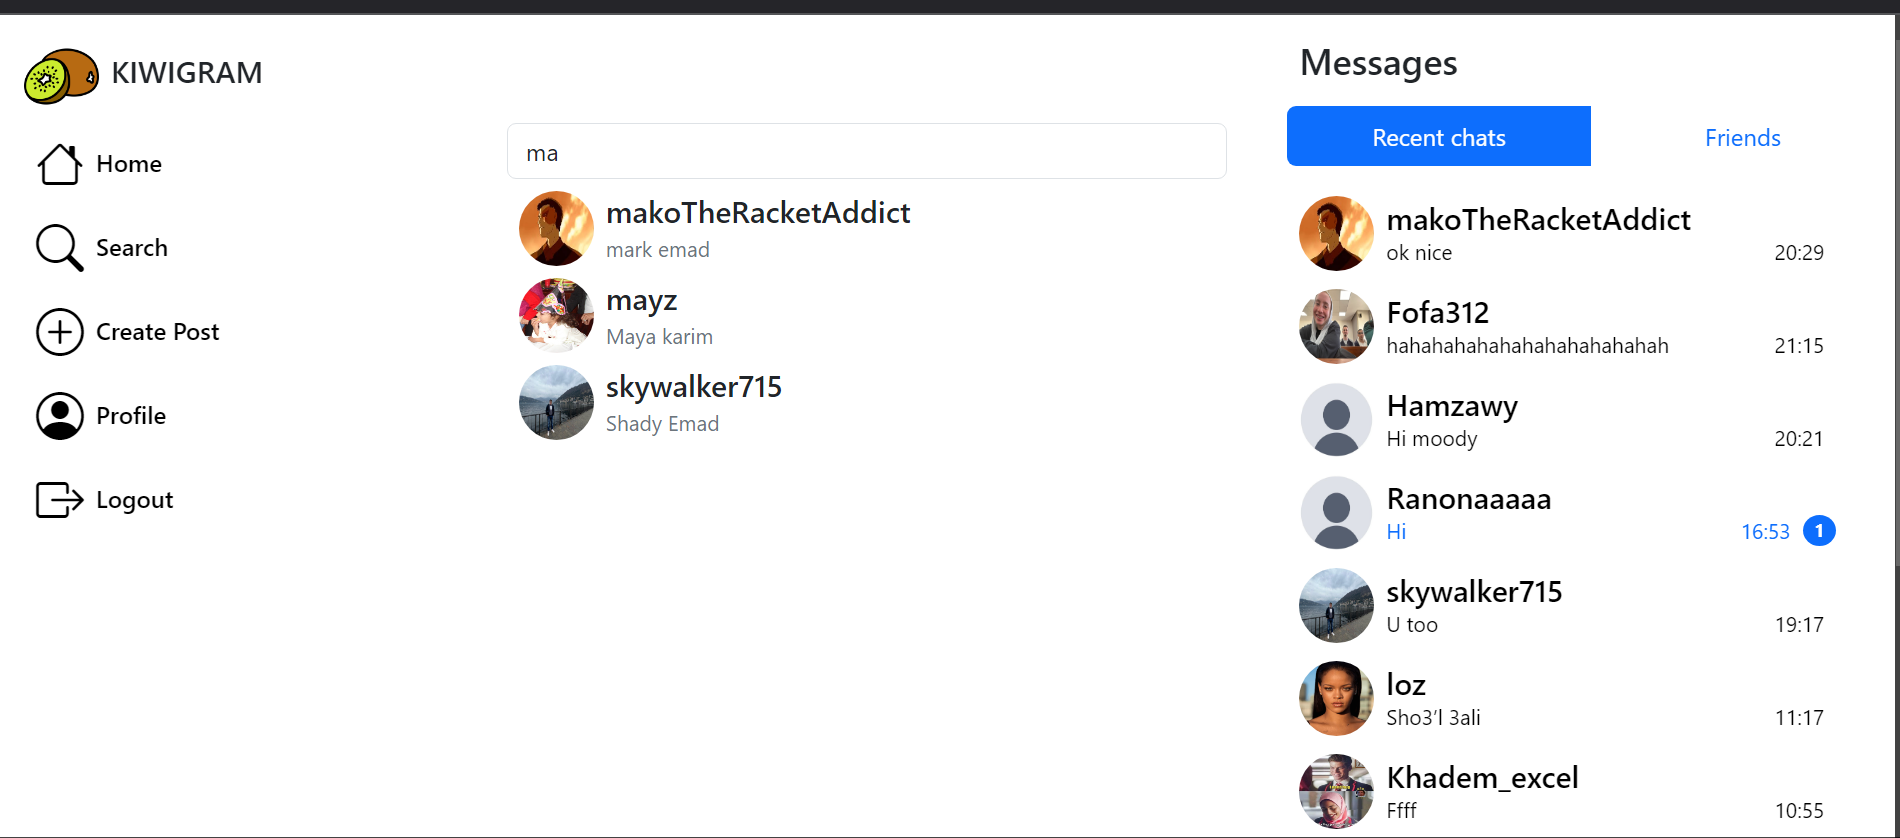 KIWIGRAM
Home
Search
Create Post
Profile
Logout
ma
makoTheRacketAddict
mark emad
mayz
Maya karim
skywalker715
Shady Emad
Messages
Recent chats
Friends
makoTheRacketAddict
ok nice 20:29
Fofa312
hahahahahahahahahahahah 21:15
Hamzawy
Hi moody 20:21
Ranonaaaaa
Hi 16:53 1
skywalker715
U too 19:17
loz
Sho3'l 3ali 11:17
Khadem_excel
Ffff 10:55